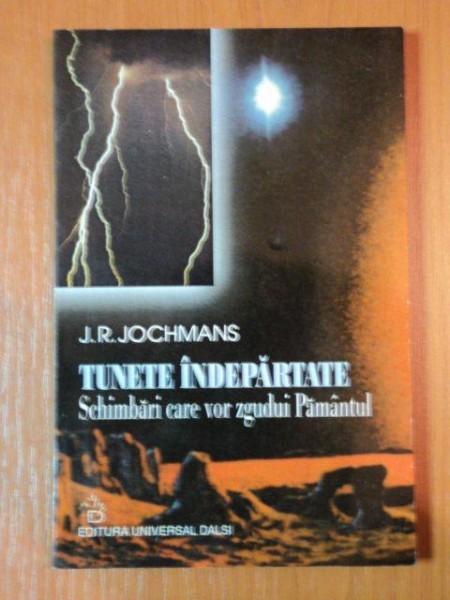 J.R. JOCHMANS
TUNETE ÎNDEPĂRTATE
Schimbări care vor zgudui Pământul
EDITURA UNIVERSAL DALSI